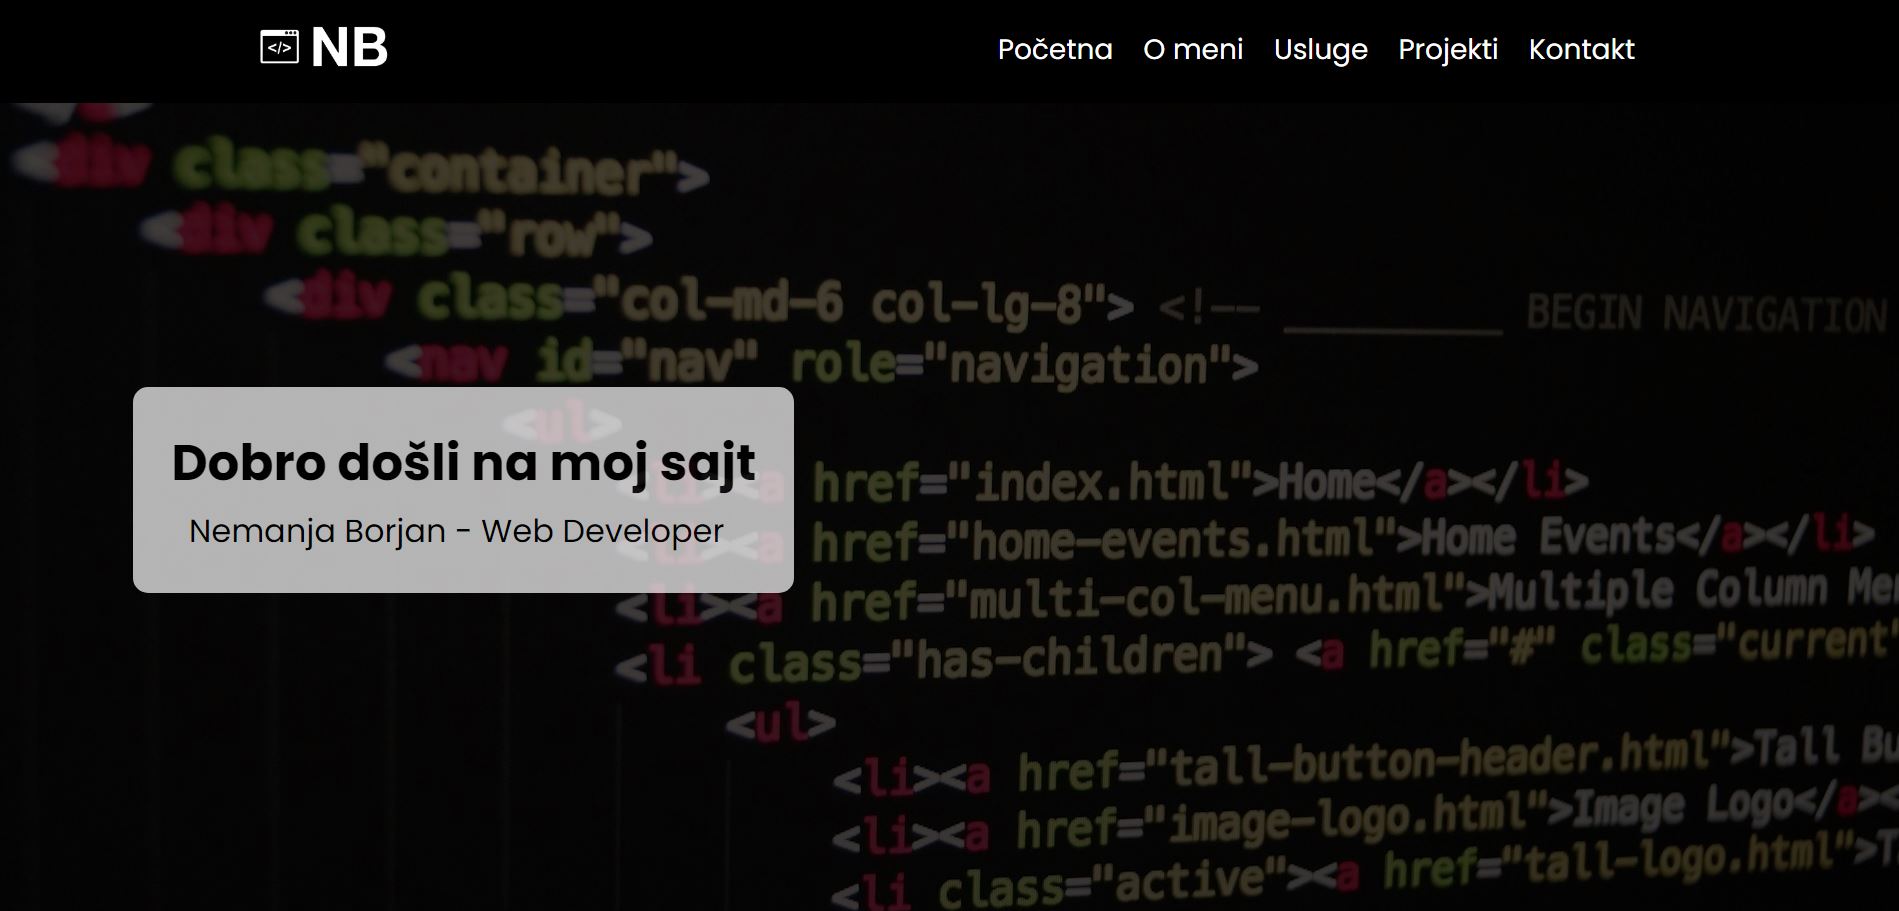 </> NB
Početna O meni Usluge Projekti Kontakt
<div class="container">
<div class="row">
<div class="col-md-6 col-lg-8"> <!-- __________ BEGIN NAVIGATION
<nav id="nav" role="navigation">
<ul>
Dobro došli na moj sajt
Nemanja Borjan - Web Developer
<li><a href="index.html">Home</a></li>
<li><a href="home-events.html">Home Events</a></li>
<li><a href="multi-col-menu.html">Multiple Column Me
<li class="has-children"> <a href="#" class="current"
<ul>
<li><a href="tall-button-header.html">Tall Bu
<li><a href="image-logo.html">Image Logo</a><
<li class="active"><a href="tall-logo.html">T